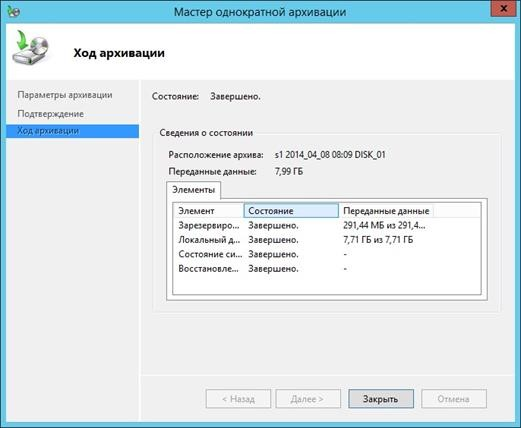 Мастер однократной архивации
Ход архивации
Параметры архивации
Подтверждение
Ход архивации
Состояние: Завершено.
Сведения о состоянии
Расположение архива: s1 2014_04_08 08:09 DISK_01
Переданные данные: 7,99 ГБ
Элементы
Элемент Состояние Переданные данные
Зарезервиро... Завершено. 291,44 МБ из 291,4...
Локальный д... Завершено. 7,71 ГБ из 7,71 ГБ
Состояние си... Завершено. -
Восстановле... Завершено. -
< Назад Далее > Закрыть Отмена